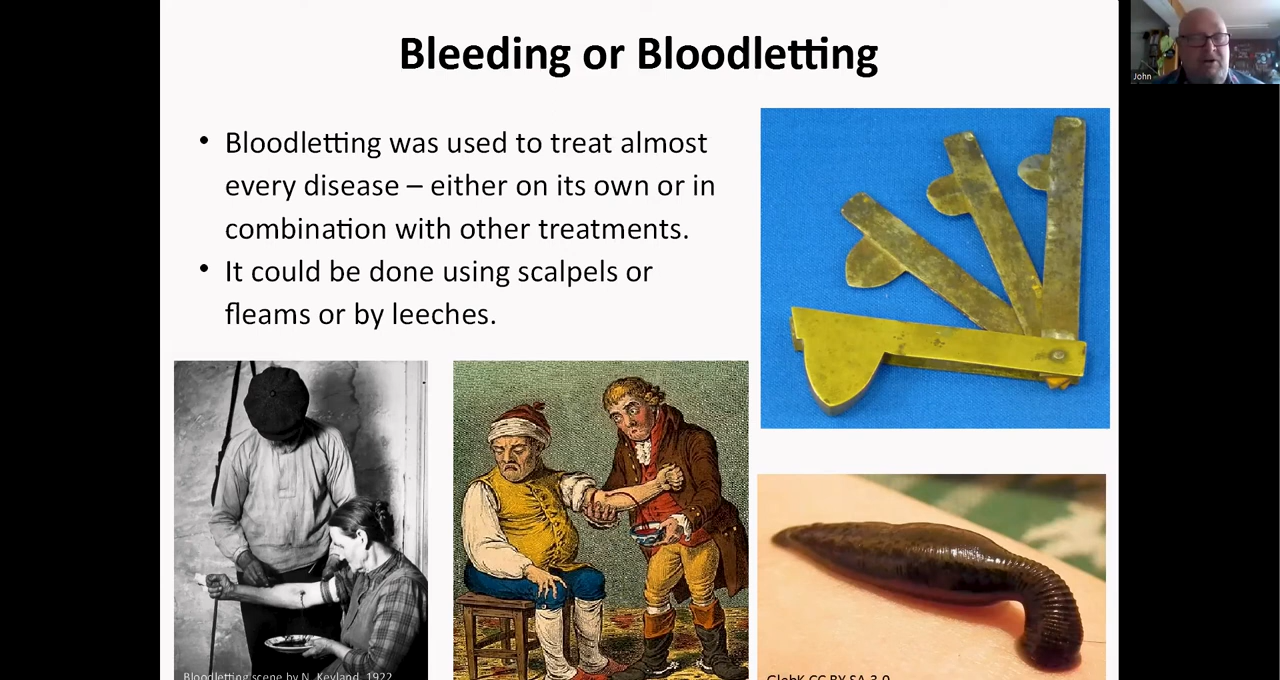 Bleeding or Bloodletting
John
• Bloodletting was used to treat almost
every disease – either on its own or in
combination with other treatments.
• It could be done using scalpels or
fleams or by leeches.
Bloodletting scene by N. Keyland, 1922
GlebK CC BY-SA 3.0